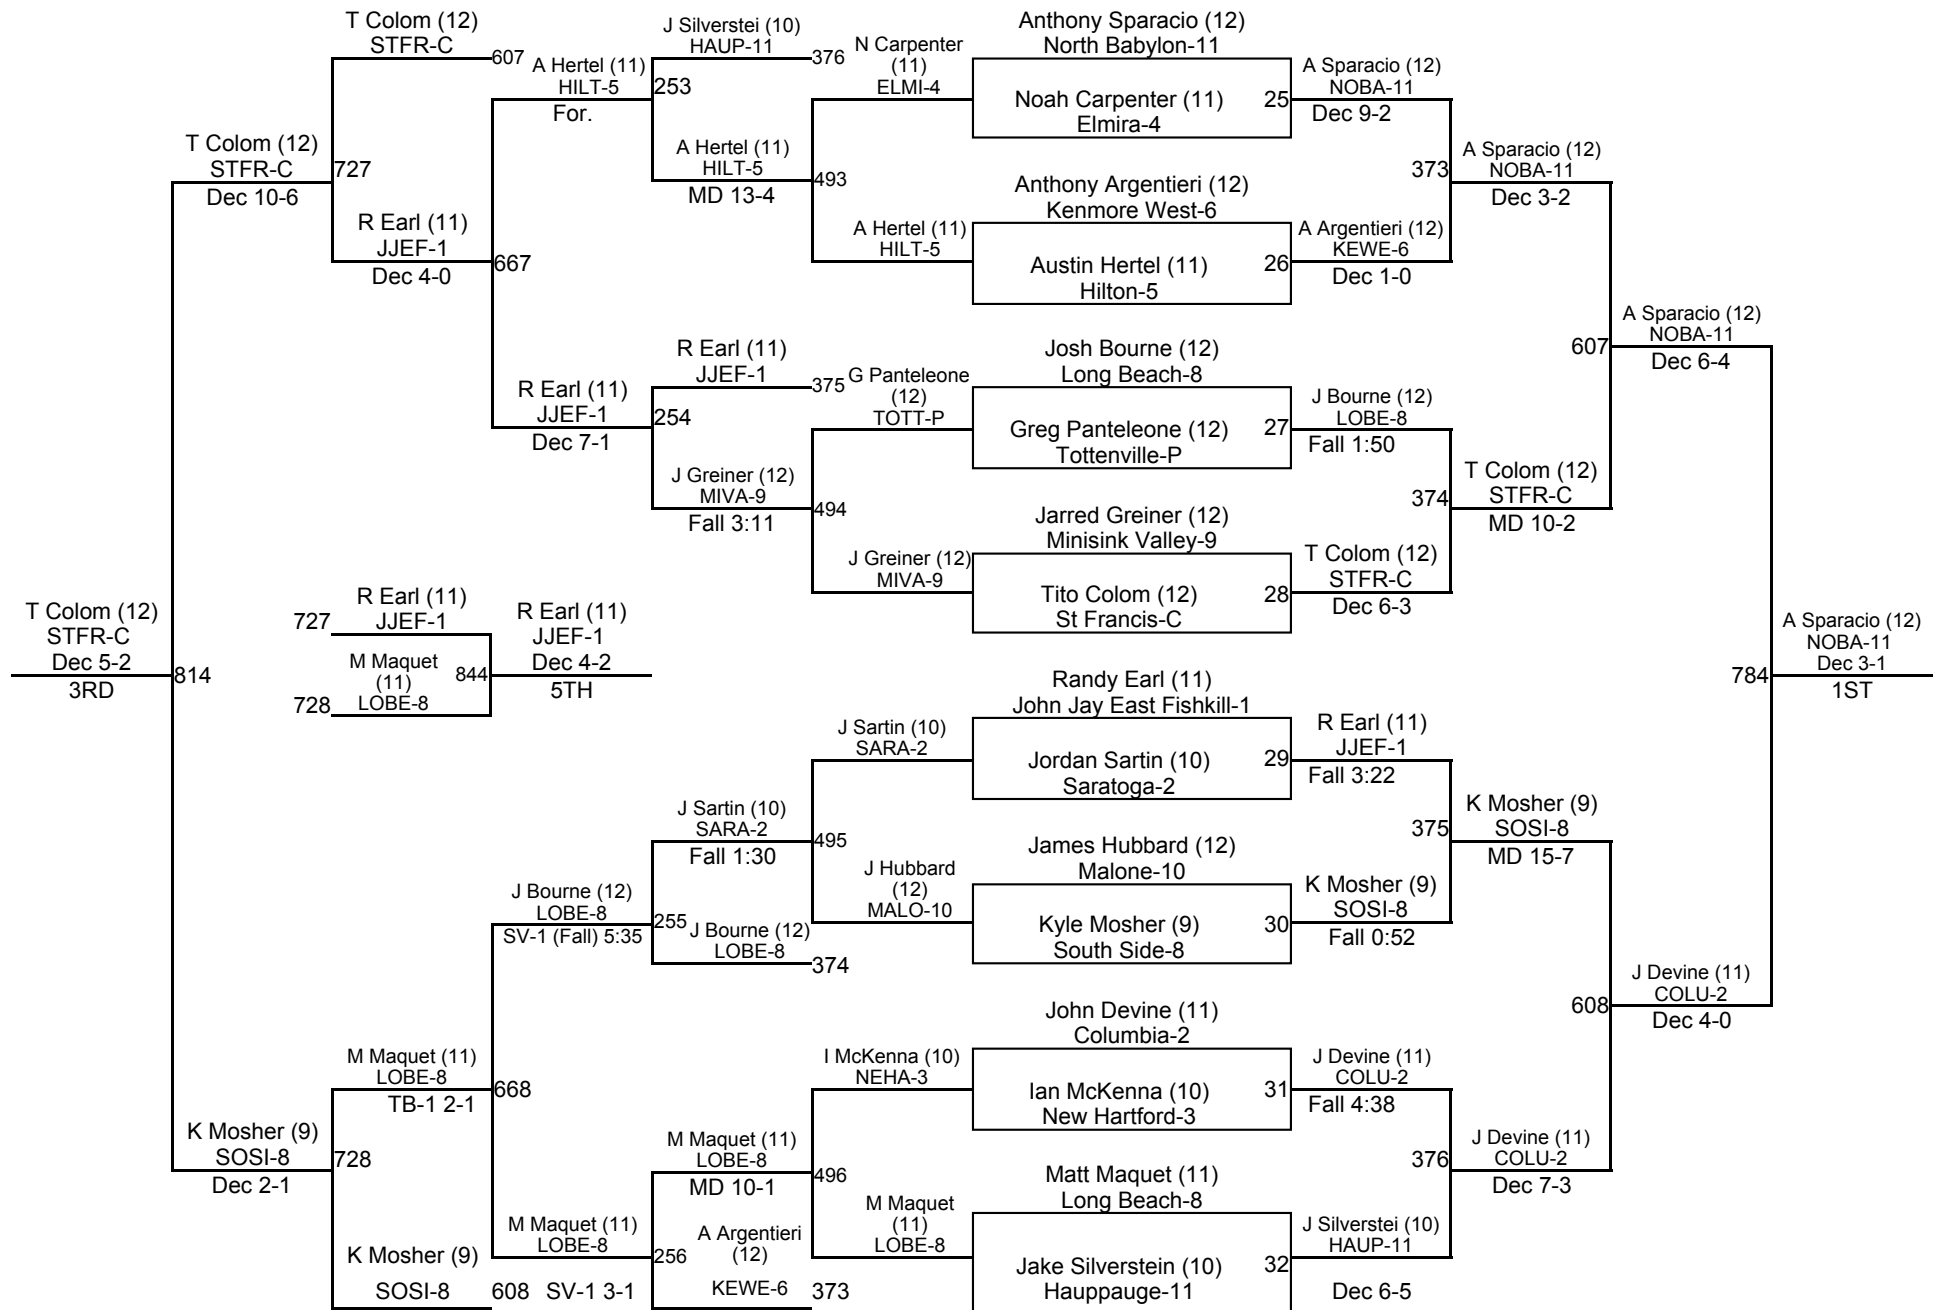 T Colom (12)
STFR-C
607
A Hertel (11)
HILT-5
For.
J Silverstei (10)
HAUP-11
376
253
N Carpenter
(11)
ELMI-4
Anthony Sparacio (12)
North Babylon-11
Noah Carpenter (11)
Elmira-4
25
A Sparacio (12)
NOBA-11
Dec 9-2
T Colom (12)
STFR-C
Dec 10-6
727
A Hertel (11)
HILT-5
MD 13-4
493
373
A Sparacio (12)
NOBA-11
Dec 3-2
R Earl (11)
JJEF-1
Dec 4-0
667
A Hertel (11)
HILT-5
Anthony Argentieri (12)
Kenmore West-6
Austin Hertel (11)
Hilton-5
26
A Argentieri (12)
KEWE-6
Dec 1-0
607
A Sparacio (12)
NOBA-11
Dec 6-4
R Earl (11)
JJEF-1
Dec 7-1
R Earl (11)
JJEF-1
375
254
G Panteleone
(12)
TOTT-P
Josh Bourne (12)
Long Beach-8
Greg Panteleone (12)
Tottenville-P
27
J Bourne (12)
LOBE-8
Fall 1:50
J Greiner (12)
MIVA-9
Fall 3:11
494
374
T Colom (12)
STFR-C
MD 10-2
J Greiner (12)
MIVA-9
Jarred Greiner (12)
Minisink Valley-9
Tito Colom (12)
St Francis-C
28
T Colom (12)
STFR-C
Dec 6-3
T Colom (12)
STFR-C
Dec 5-2
3RD
814
727
R Earl (11)
JJEF-1
728
M Maquet
(11)
LOBE-8
844
R Earl (11)
JJEF-1
Dec 4-2
5TH
784
A Sparacio (12)
NOBA-11
Dec 3-1
1ST
J Sartin (10)
SARA-2
Randy Earl (11)
John Jay East Fishkill-1
Jordan Sartin (10)
Saratoga-2
29
R Earl (11)
JJEF-1
Fall 3:22
J Sartin (10)
SARA-2
Fall 1:30
495
375
K Mosher (9)
SOSI-8
MD 15-7
J Bourne (12)
LOBE-8
SV-1 (Fall) 5:35
255
J Bourne (12)
LOBE-8
374
J Hubbard
(12)
MALO-10
James Hubbard (12)
Malone-10
Kyle Mosher (9)
South Side-8
30
K Mosher (9)
SOSI-8
Fall 0:52
608
J Devine (11)
COLU-2
Dec 4-0
M Maquet (11)
LOBE-8
TB-1 2-1
668
I McKenna (10)
NEHA-3
John Devine (11)
Columbia-2
Ian McKenna (10)
New Hartford-3
31
J Devine (11)
COLU-2
Fall 4:38
K Mosher (9)
SOSI-8
Dec 2-1
728
M Maquet (11)
LOBE-8
MD 10-1
496
376
J Devine (11)
COLU-2
Dec 7-3
K Mosher (9)
SOSI-8
608
M Maquet (11)
LOBE-8
SV-1 3-1
256
A Argentieri
(12)
KEWE-6
373
M Maquet
(11)
LOBE-8
Matt Maquet (11)
Long Beach-8
Jake Silverstein (10)
Hauppauge-11
32
J Silverstei (10)
HAUP-11
Dec 6-5